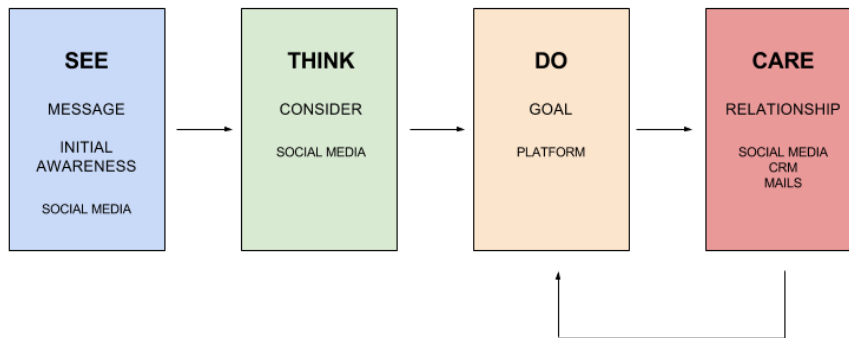 SEE
MESSAGE
INITIAL
AWARENESS
SOCIAL MEDIA
THINK
CONSIDER
SOCIAL MEDIA
DO
GOAL
PLATFORM
CARE
RELATIONSHIP
SOCIAL MEDIA
CRM
MAILS